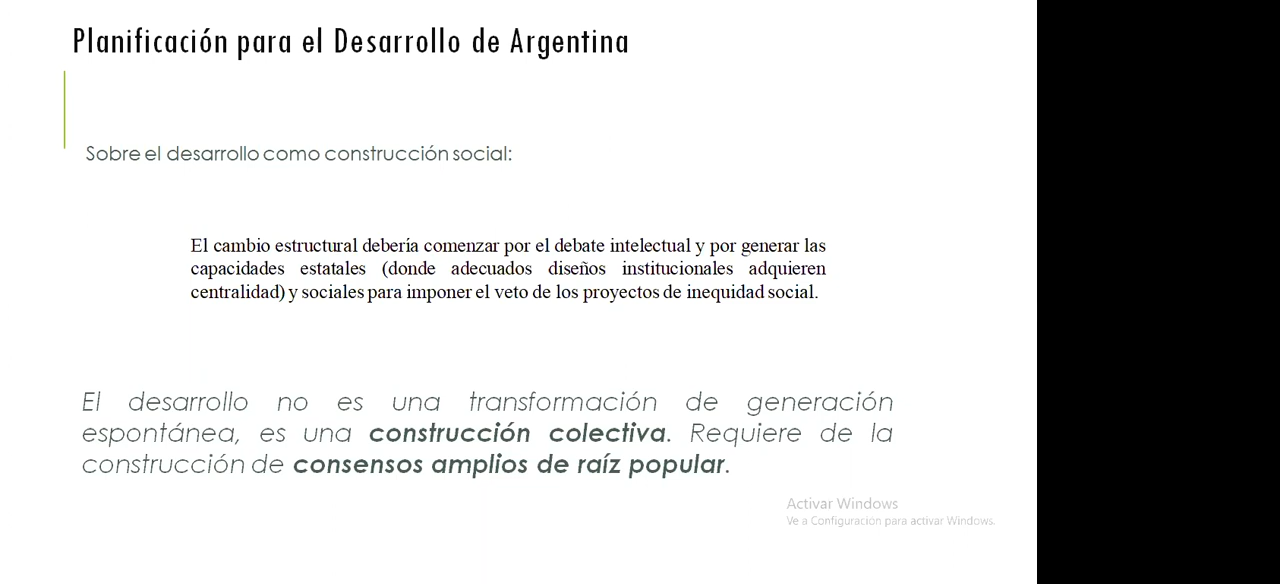 Planificación para el Desarrollo de Argentina
Sobre el desarrollo como construcción social:
El cambio estructural debería comenzar por el debate intelectual y por generar las
capacidades estatales (donde adecuados diseños institucionales adquieren
centralidad) y sociales para imponer el veto de los proyectos de inequidad social.
El desarrollo no es una transformación de generación
espontánea, es una construcción colectiva. Requiere de la
construcción de consensos amplios de raíz popular.
Activar Windows
Ve a Configuración para activar Windows.